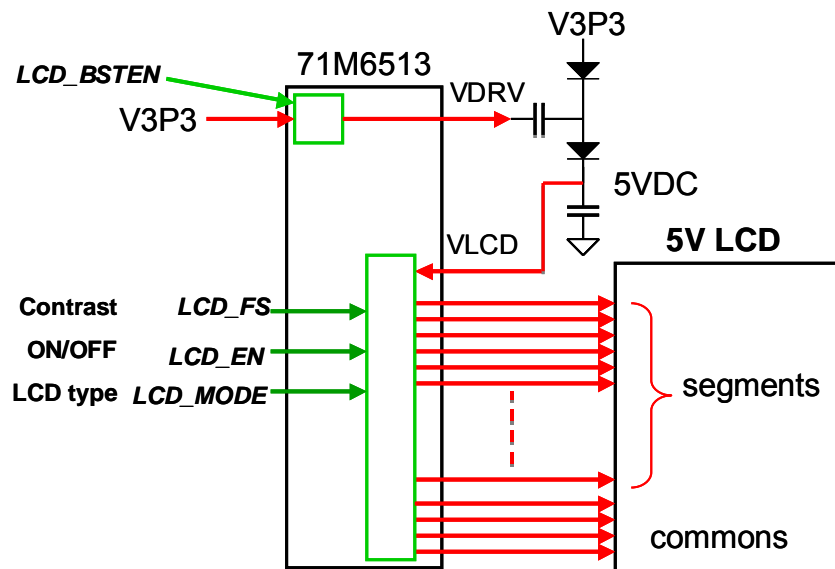 V3P3
71M6513
LCD_BSTEN
VDRV
V3P3
5VDC
VLCD
5V LCD
Contrast
LCD_FS
ON/OFF
LCD_EN
LCD type
LCD_MODE
segments
commons